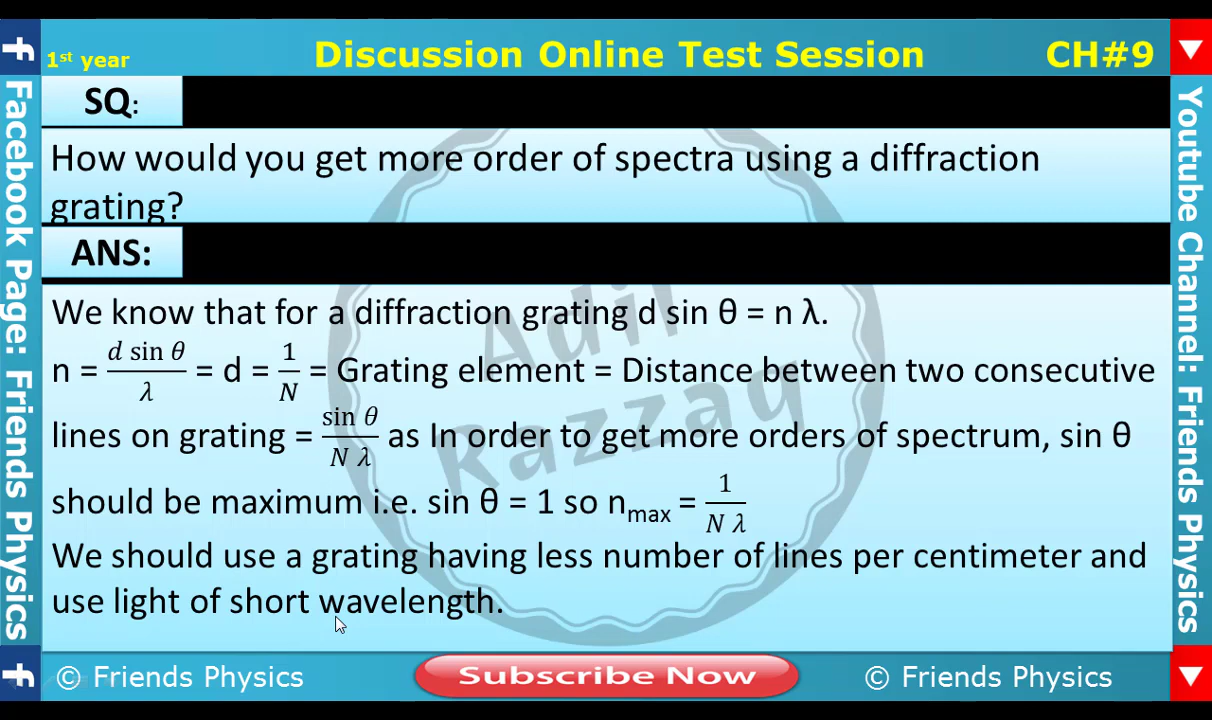 1st year
Discussion Online Test Session
CH#9
SQ:
How would you get more order of spectra using a diffraction
grating?
ANS:
We know that for a diffraction grating d sin θ = n λ.
n = d sin θ / λ = d = 1 / N = Grating element = Distance between two consecutive
lines on grating = sin θ / N λ as In order to get more orders of spectrum, sin θ
should be maximum i.e. sin θ = 1 so nmax = 1 / N λ
We should use a grating having less number of lines per centimeter and
use light of short wavelength.
Adil
Razzaq
Facebook Page: Friends Physics
Youtube Channel: Friends Physics
© Friends Physics
Subscribe Now
© Friends Physics